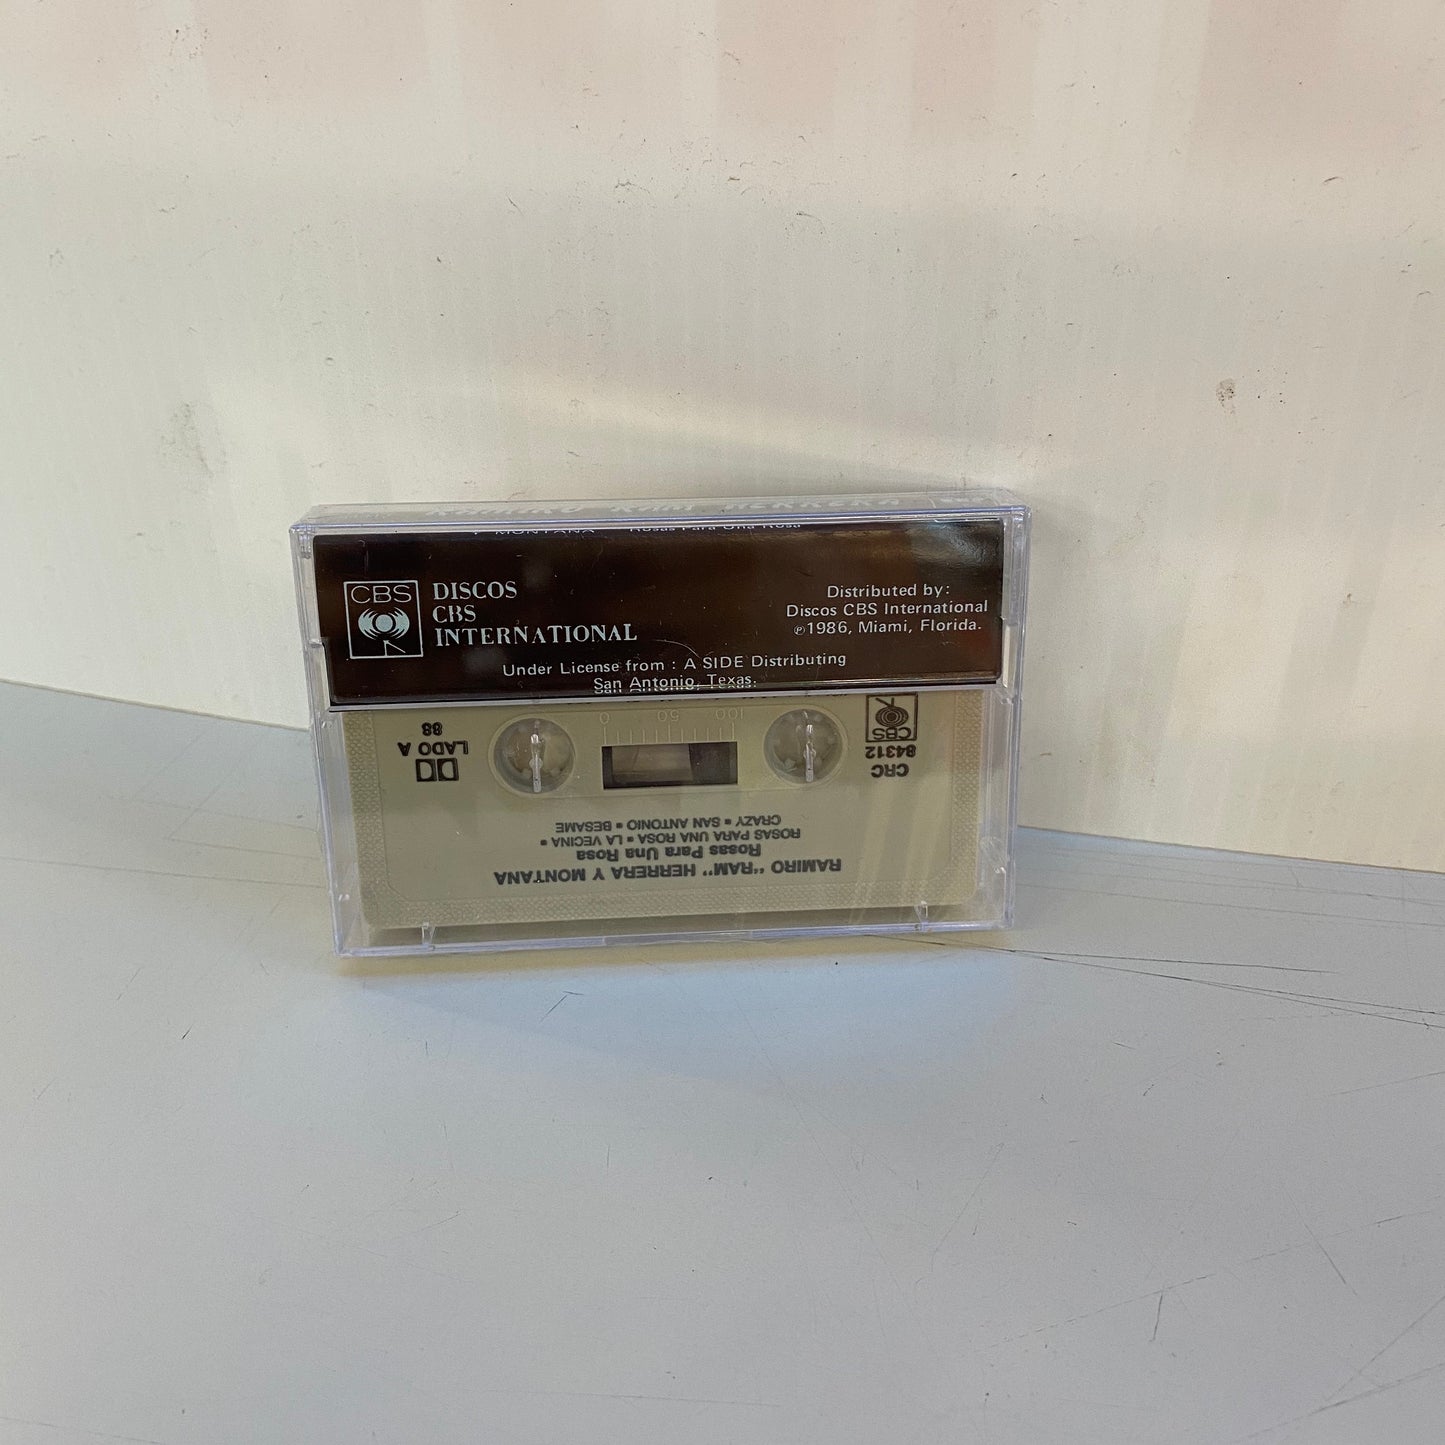 RAMIRO "RAM" HERRERA
Y MONTANA Rosas Para Una Rosa
CBS
DISCOS
CBS
INTERNATIONAL
Distributed by:
Discos CBS International
℗1986, Miami, Florida.
Under License from : A SIDE Distributing
San Antonio, Texas.
RAMIRO "RAM" HERRERA Y MONTANA
Rosas Para Una Rosa
ROSAS PARA UNA ROSA ▪ LA VECINA ▪
CRAZY ▪ SAN ANTONIO ▪ BESAME
CRC
84312
CBS
LADO A
88
100 50 0